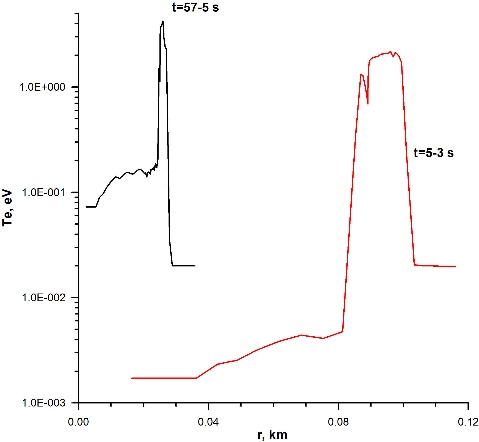 t=57-5 s
1.0E+000
t=5-3 s
1.0E-001
Te, eV
1.0E-002
1.0E-003
0.00 0.04 0.08 0.12
r, km